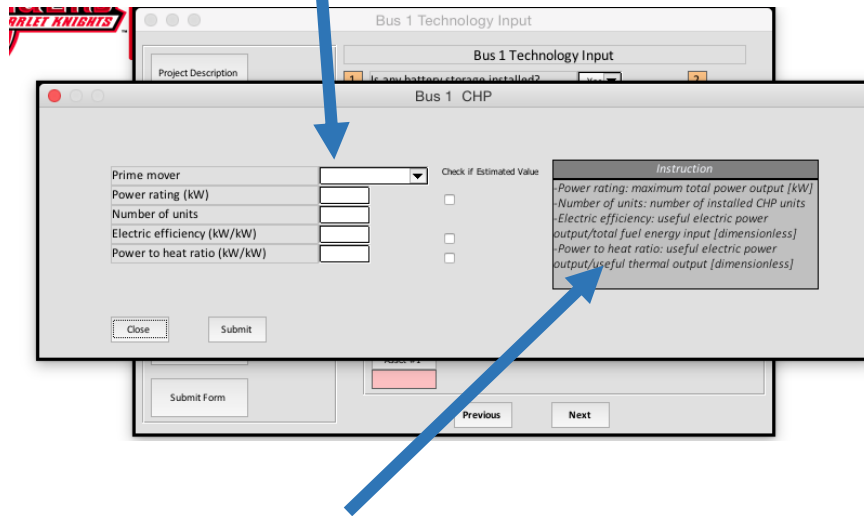 SCARLET KNIGHTS
Bus 1 Technology Input
Bus 1 Technology Input
Project Description
1 Is any battery storage installed? Yes 2
Bus 1 CHP
Prime mover
Check if Estimated Value
Power rating (kW)
Number of units
Electric efficiency (kW/kW)
Power to heat ratio (kW/kW)
Instruction
-Power rating: maximum total power output [kW]
-Number of units: number of installed CHP units
-Electric efficiency: useful electric power
output/total fuel energy input [dimensionless]
-Power to heat ratio: useful electric power
output/useful thermal output [dimensionless]
Close
Submit
Asset #1
Submit Form
Previous
Next